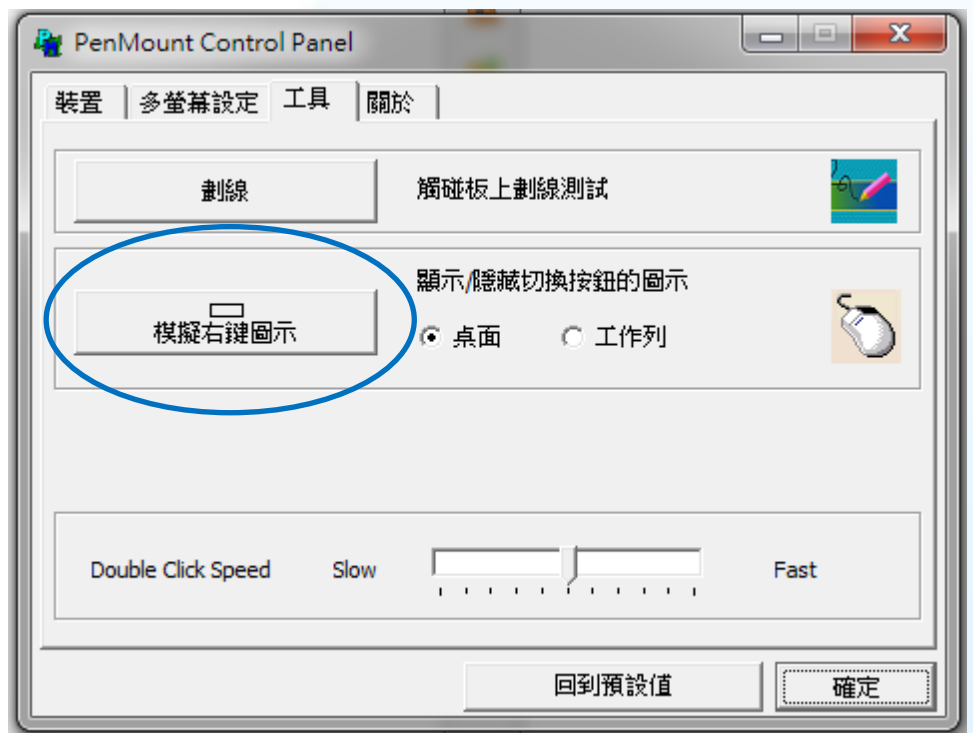 PenMount Control Panel
裝置 多螢幕設定 工具 關於
劃線 觸碰板上劃線測試
顯示/隱藏切換按鈕的圖示
模擬右鍵圖示
桌面 工作列
Double Click Speed Slow Fast
回到預設值 確定